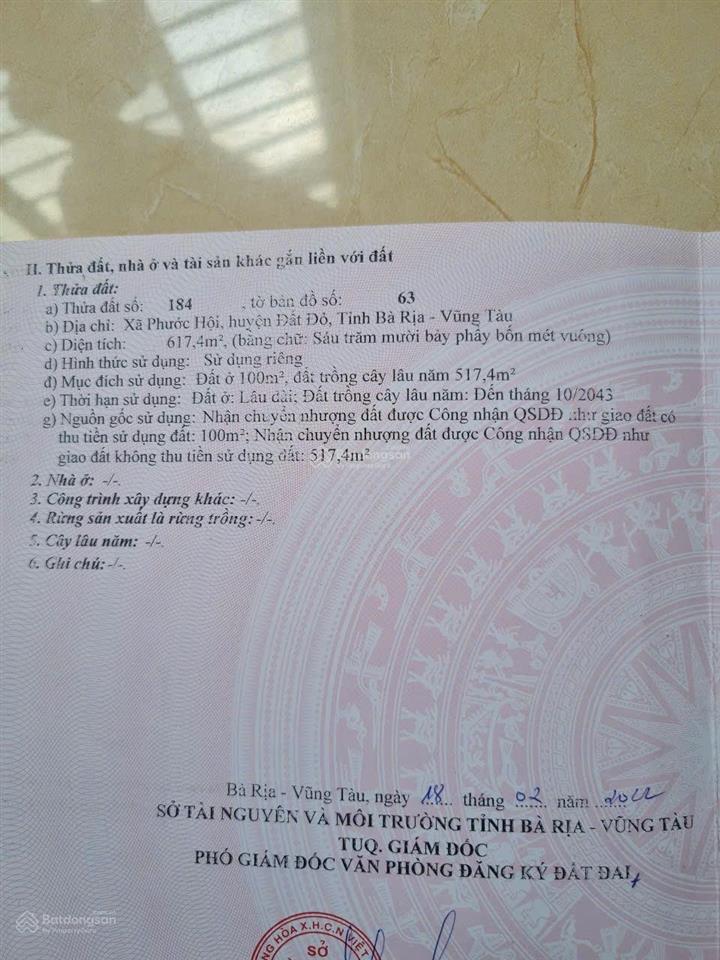 II. Thửa đất, nhà ở và tài sản khác gắn liền với đất
1. Thửa đất:
a) Thửa đất số: 184 , tờ bản đồ số: 63
b) Địa chỉ: Xã Phước Hội, huyện Đất Đỏ, Tỉnh Bà Rịa - Vũng Tàu
c) Diện tích: 617,4m², (bằng chữ: Sáu trăm mười bảy phẩy bốn mét vuông)
d) Hình thức sử dụng: Sử dụng riêng
đ) Mục đích sử dụng: Đất ở 100m², đất trồng cây lâu năm 517,4m²
e) Thời hạn sử dụng: Đất ở: Lâu dài; Đất trồng cây lâu năm: Đến tháng 10/2043
g) Nguồn gốc sử dụng: Nhận chuyển nhượng đất được Công nhận QSDĐ như giao đất có
thu tiền sử dụng đất: 100m²; Nhận chuyển nhượng đất được Công nhận QSDĐ như
giao đất không thu tiền sử dụng đất: 517,4m²
2. Nhà ở: -/-.
3. Công trình xây dựng khác: -/-.
4. Rừng sản xuất là rừng trồng: -/-.
5. Cây lâu năm: -/-.
6. Ghi chú: -/-.
Bà Rịa - Vũng Tàu, ngày 18 tháng 02 năm 2022
SỞ TÀI NGUYÊN VÀ MÔI TRƯỜNG TỈNH BÀ RỊA - VŨNG TÀU
TUQ. GIÁM ĐỐC
PHÓ GIÁM ĐỐC VĂN PHÒNG ĐĂNG KÝ ĐẤT ĐAI
HÒA X.H.C.N VIỆT
SỞ
Batdongsan
by PropertyGuru